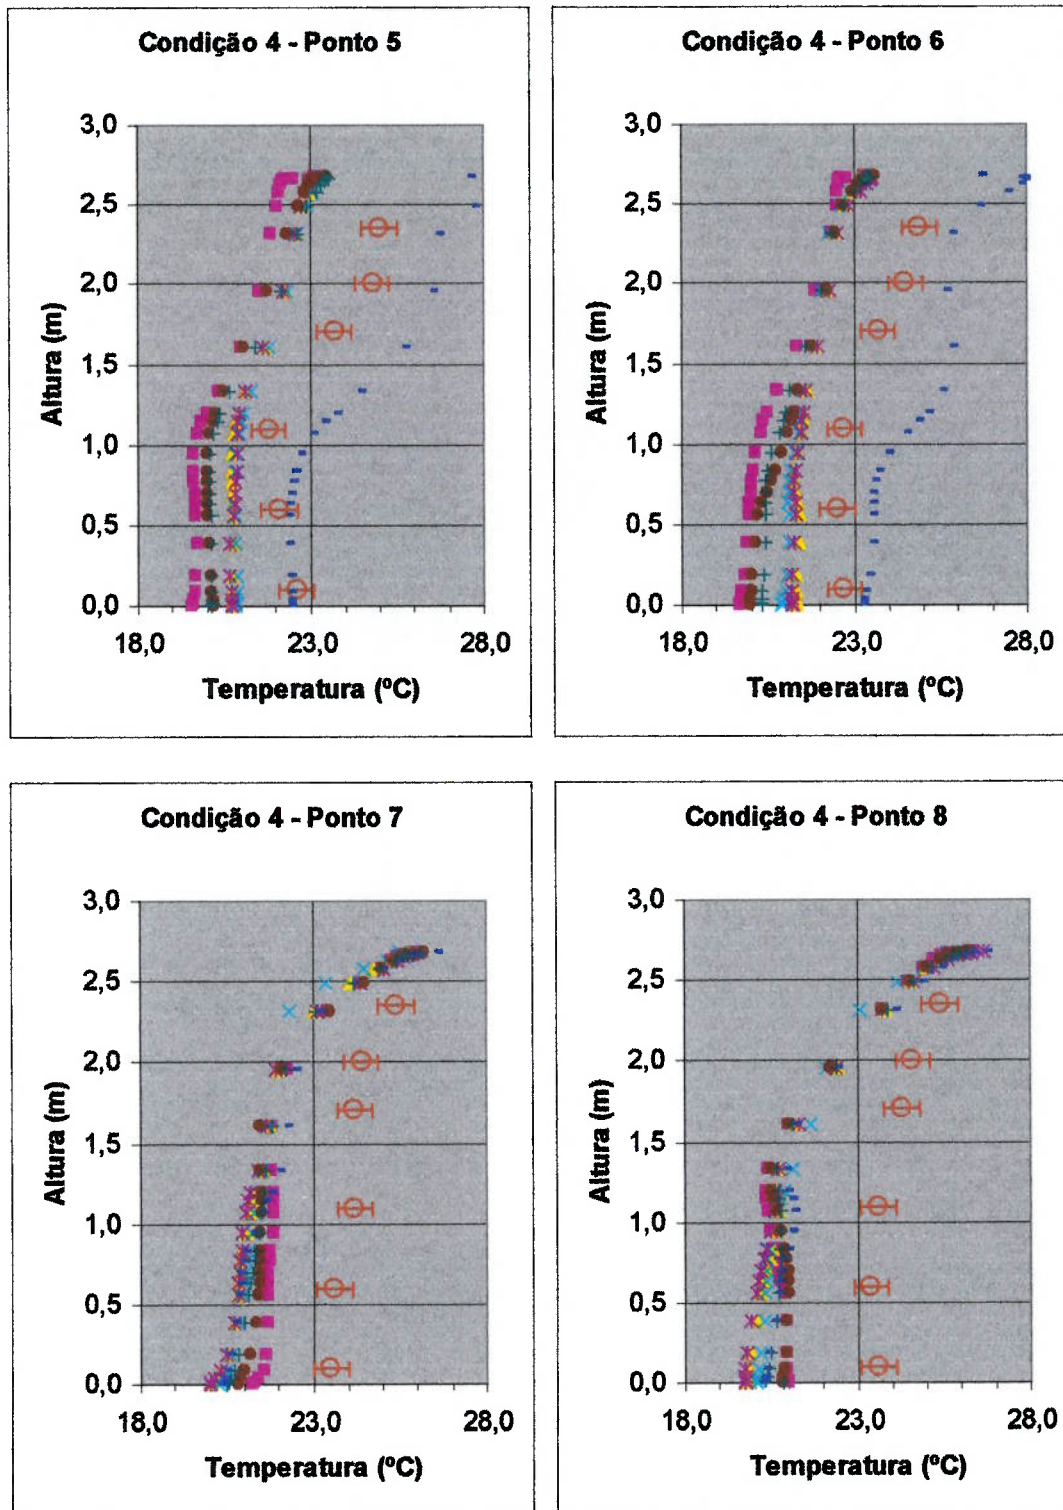 Condição 4 - Ponto 5
3,0
2,5
2,0
1,5
1,0
0,5
0,0
Altura (m)
18,0 23,0 28,0
Temperatura (ºC)
Condição 4 - Ponto 6
3,0
2,5
2,0
1,5
1,0
0,5
0,0
Altura (m)
18,0 23,0 28,0
Temperatura (ºC)
Condição 4 - Ponto 7
3,0
2,5
2,0
1,5
1,0
0,5
0,0
Altura (m)
18,0 23,0 28,0
Temperatura (ºC)
Condição 4 - Ponto 8
3,0
2,5
2,0
1,5
1,0
0,5
0,0
Altura (m)
18,0 23,0 28,0
Temperatura (ºC)